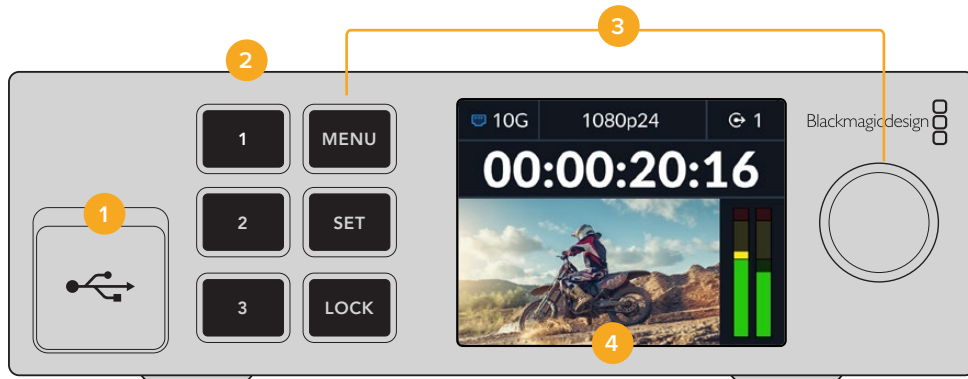 3
2
1 MENU
10G 1080p24 1
Blackmagicdesign
00:00:20:16
1
2 SET
3 LOCK
4